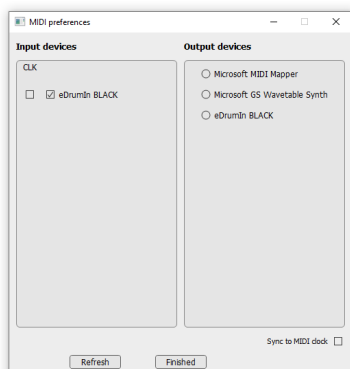 MIDI preferences
Input devices
Output devices
CLK
eDrumIn BLACK
Microsoft MIDI Mapper
Microsoft GS Wavetable Synth
eDrumIn BLACK
Sync to MIDI clock
Refresh
Finished